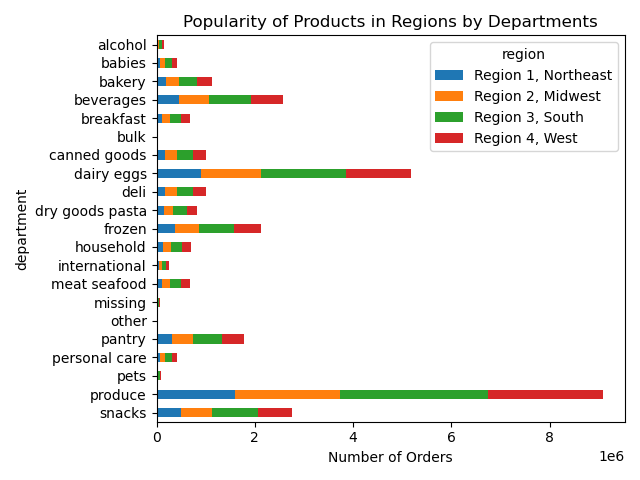 Popularity of Products in Regions by Departments
region
Region 1, Northeast
Region 2, Midwest
Region 3, South
Region 4, West
department
alcohol
babies
bakery
beverages
breakfast
bulk
canned goods
dairy eggs
deli
dry goods pasta
frozen
household
international
meat seafood
missing
other
pantry
personal care
pets
produce
snacks
0 2 4 6 8
1e6
Number of Orders